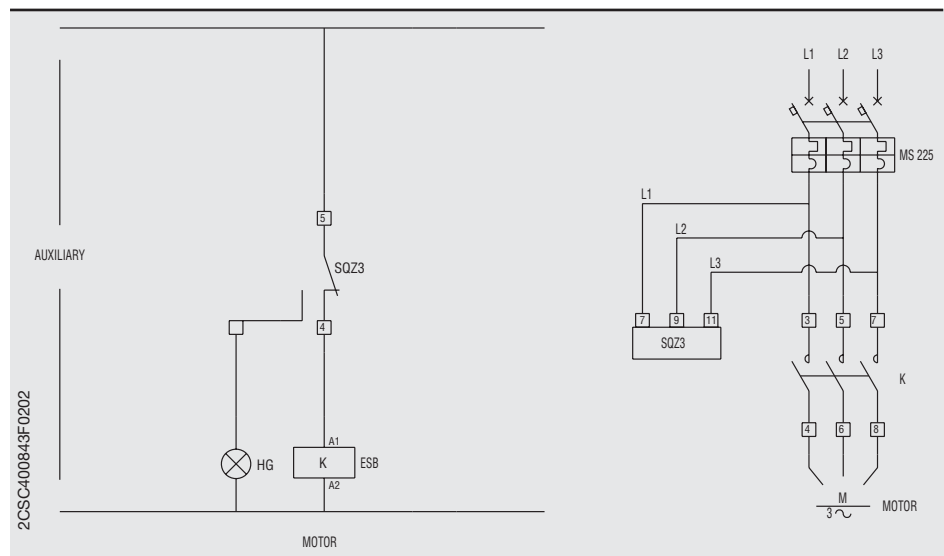 L1 L2 L3
MS 225
L1
L2
L3
7 9 11
SQZ3
3 5 7
K
4 6 8
M
3
MOTOR
AUXILIARY
5
SQZ3
4
HG
A1
K
ESB
A2
MOTOR
2CSC400843F0202